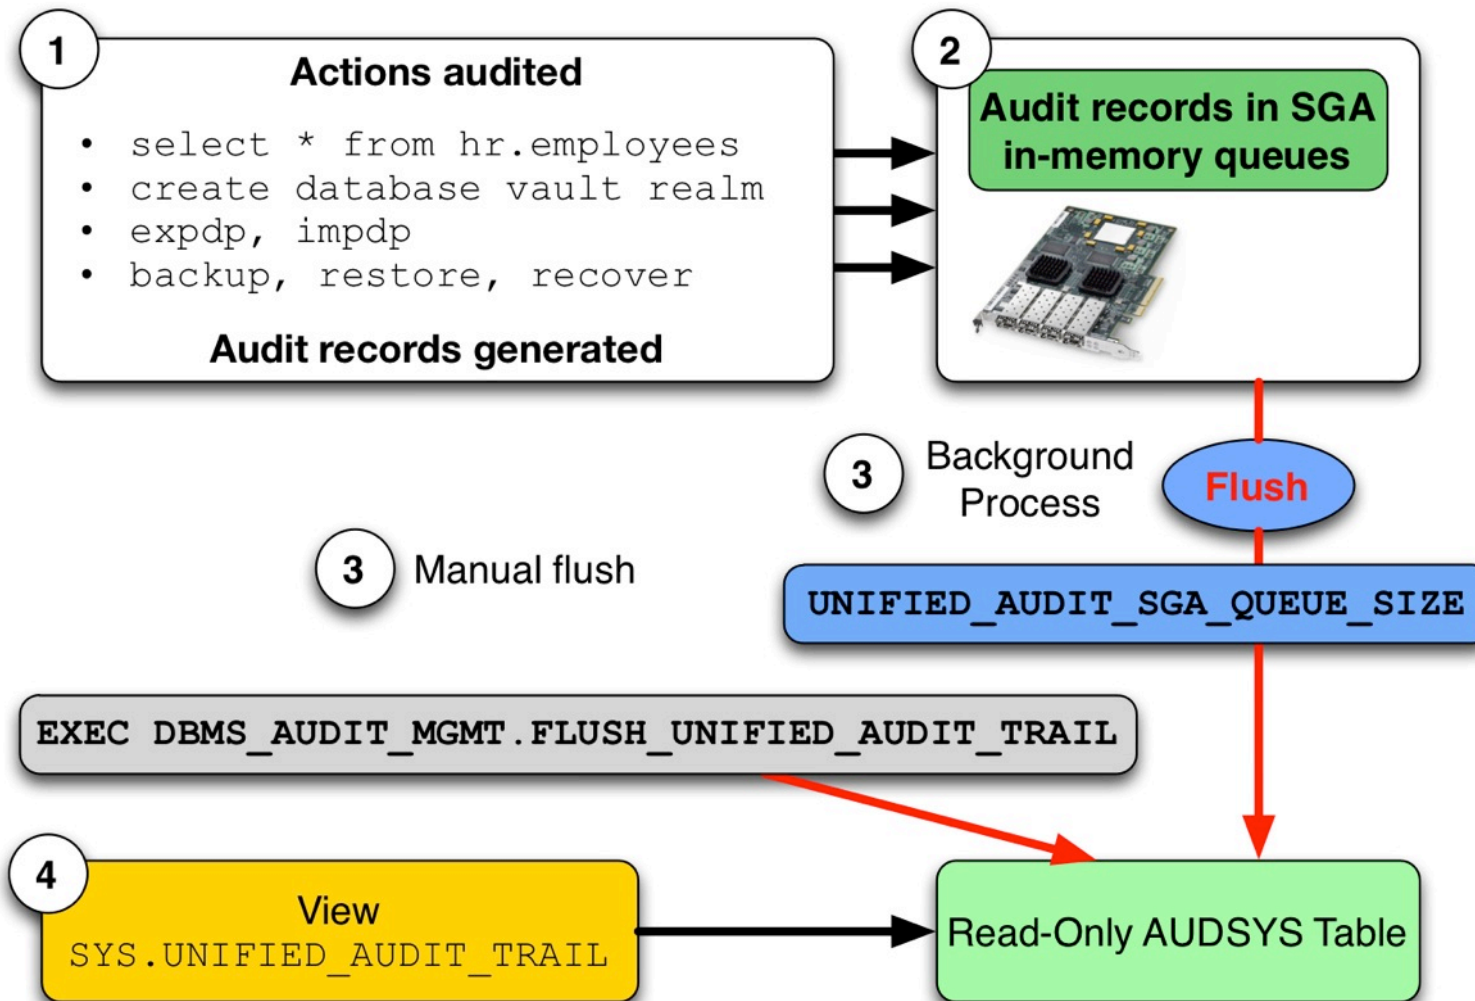 1
Actions audited
• select * from hr.employees
• create database vault realm
• expdp, impdp
• backup, restore, recover
Audit records generated
2
Audit records in SGA
in-memory queues
3
Background
Process
Flush
3
Manual flush
UNIFIED_AUDIT_SGA_QUEUE_SIZE
EXEC DBMS_AUDIT_MGMT.FLUSH_UNIFIED_AUDIT_TRAIL
4
View
SYS.UNIFIED_AUDIT_TRAIL
Read-Only AUDSYS Table